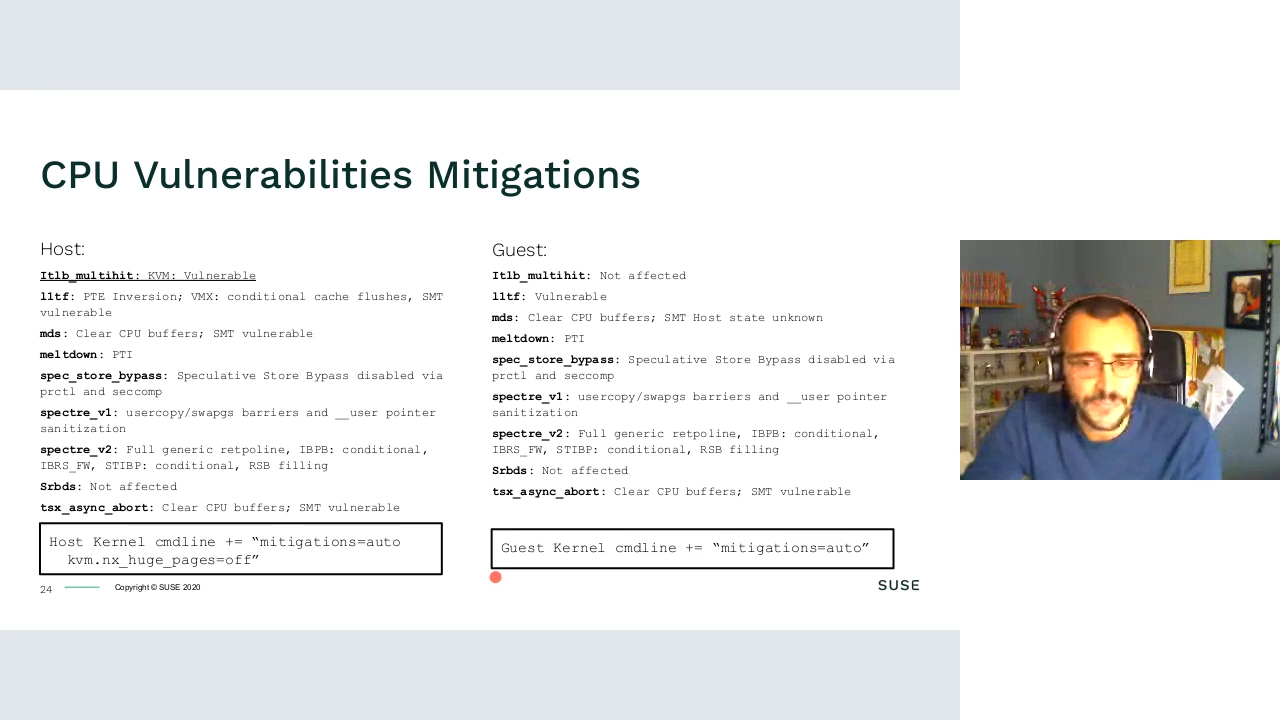 CPU Vulnerabilities Mitigations
Host:
Itlb_multihit: KVM: Vulnerable
l1tf: PTE Inversion; VMX: conditional cache flushes, SMT
vulnerable
mds: Clear CPU buffers; SMT vulnerable
meltdown: PTI
spec_store_bypass: Speculative Store Bypass disabled via
prctl and seccomp
spectre_v1: usercopy/swapgs barriers and __user pointer
sanitization
spectre_v2: Full generic retpoline, IBPB: conditional,
IBRS_FW, STIBP: conditional, RSB filling
Srbds: Not affected
tsx_async_abort: Clear CPU buffers; SMT vulnerable
Host Kernel cmdline += “mitigations=auto
kvm.nx_huge_pages=off”
Guest:
Itlb_multihit: Not affected
l1tf: Vulnerable
mds: Clear CPU buffers; SMT Host state unknown
meltdown: PTI
spec_store_bypass: Speculative Store Bypass disabled via
prctl and seccomp
spectre_v1: usercopy/swapgs barriers and __user pointer
sanitization
spectre_v2: Full generic retpoline, IBPB: conditional,
IBRS_FW, STIBP: conditional, RSB filling
Srbds: Not affected
tsx_async_abort: Clear CPU buffers; SMT vulnerable
Guest Kernel cmdline += “mitigations=auto”
24
Copyright © SUSE 2020
SUSE